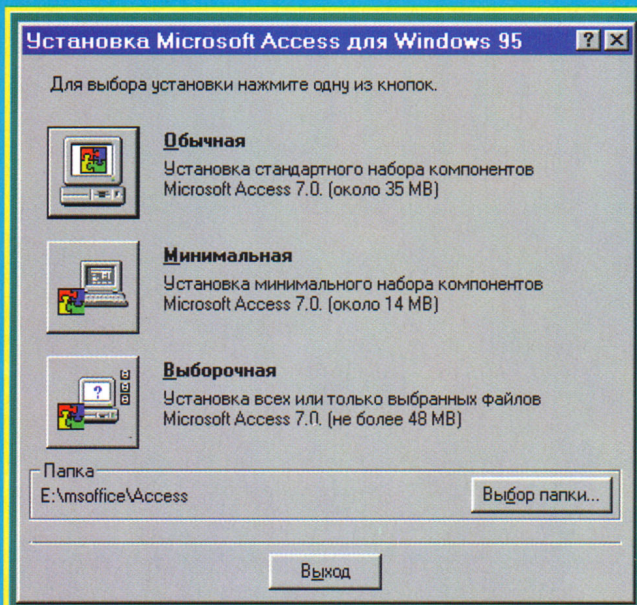 Установка Microsoft Access для Windows 95
Для выбора установки нажмите одну из кнопок.
Обычная
Установка стандартного набора компонентов
Microsoft Access 7.0. (около 35 MB)
Минимальная
Установка минимального набора компонентов
Microsoft Access 7.0. (около 14 MB)
Выборочная
Установка всех или только выбранных файлов
Microsoft Access 7.0. (не более 48 MB)
Папка
E:\msoffice\Access
Выбор папки...
Выход